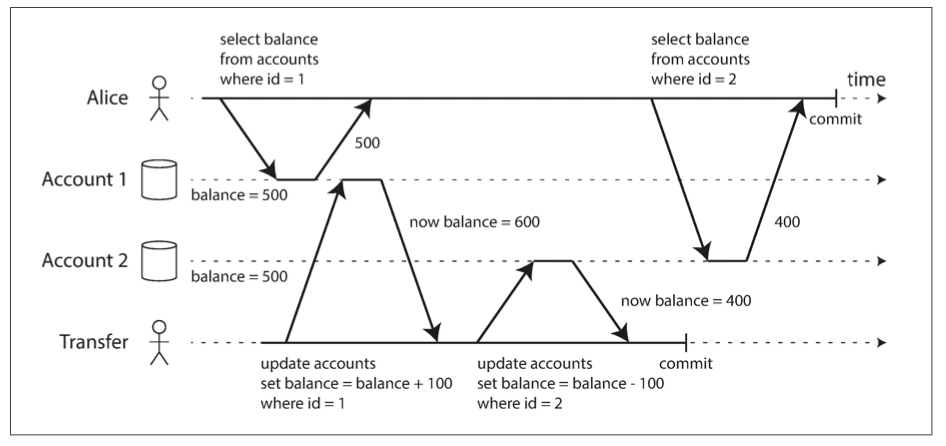 select balance
from accounts
where id = 1
select balance
from accounts
where id = 2
time
Alice
commit
500
Account 1
balance = 500
now balance = 600
400
Account 2
balance = 500
now balance = 400
Transfer
update accounts
set balance = balance + 100
where id = 1
update accounts
set balance = balance - 100
where id = 2
commit